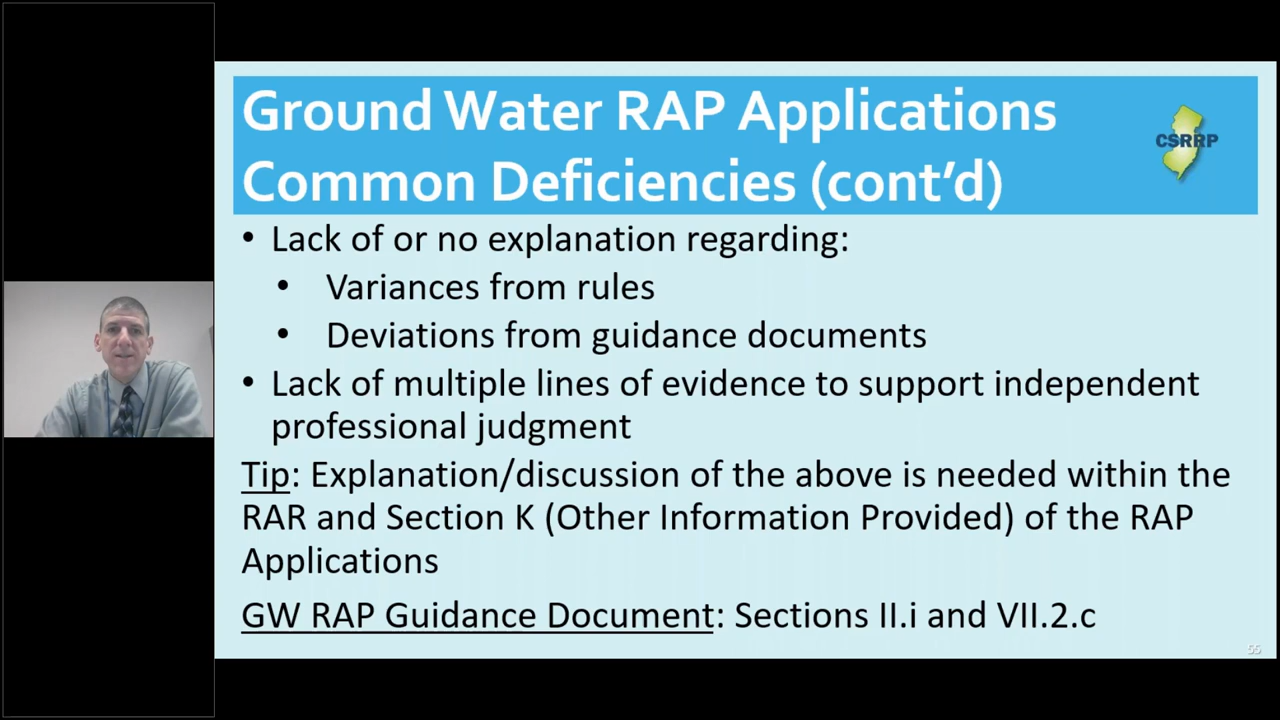 Ground Water RAP Applications
Common Deficiencies (cont’d)
CSRRP
• Lack of or no explanation regarding:
• Variances from rules
• Deviations from guidance documents
• Lack of multiple lines of evidence to support independent
professional judgment
Tip: Explanation/discussion of the above is needed within the
RAR and Section K (Other Information Provided) of the RAP
Applications
GW RAP Guidance Document: Sections II.i and VII.2.c
55